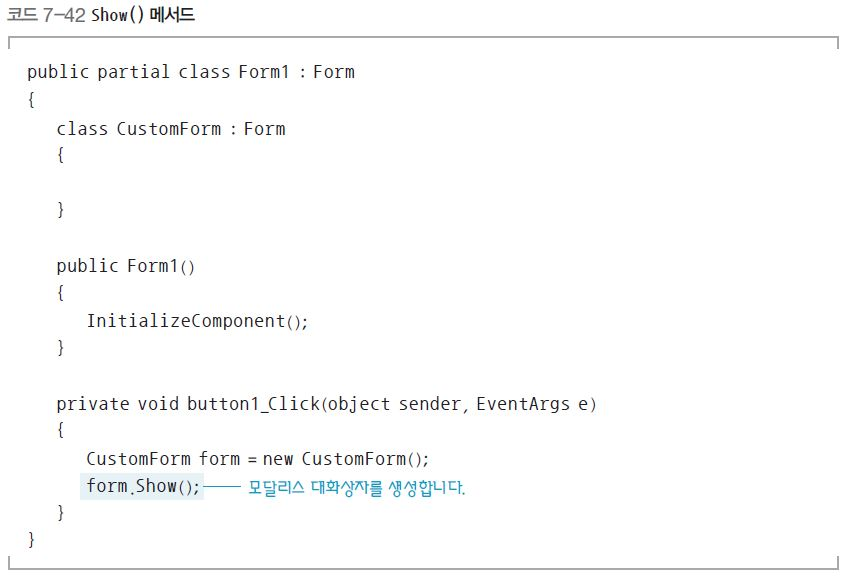 코드 7-42 Show() 메서드
public partial class Form1 : Form
{
class CustomForm : Form
{
}
public Form1()
{
InitializeComponent();
}
private void button1_Click(object sender, EventArgs e)
{
CustomForm form = new CustomForm();
form.Show(); 모달리스 대화상자를 생성합니다.
}
}